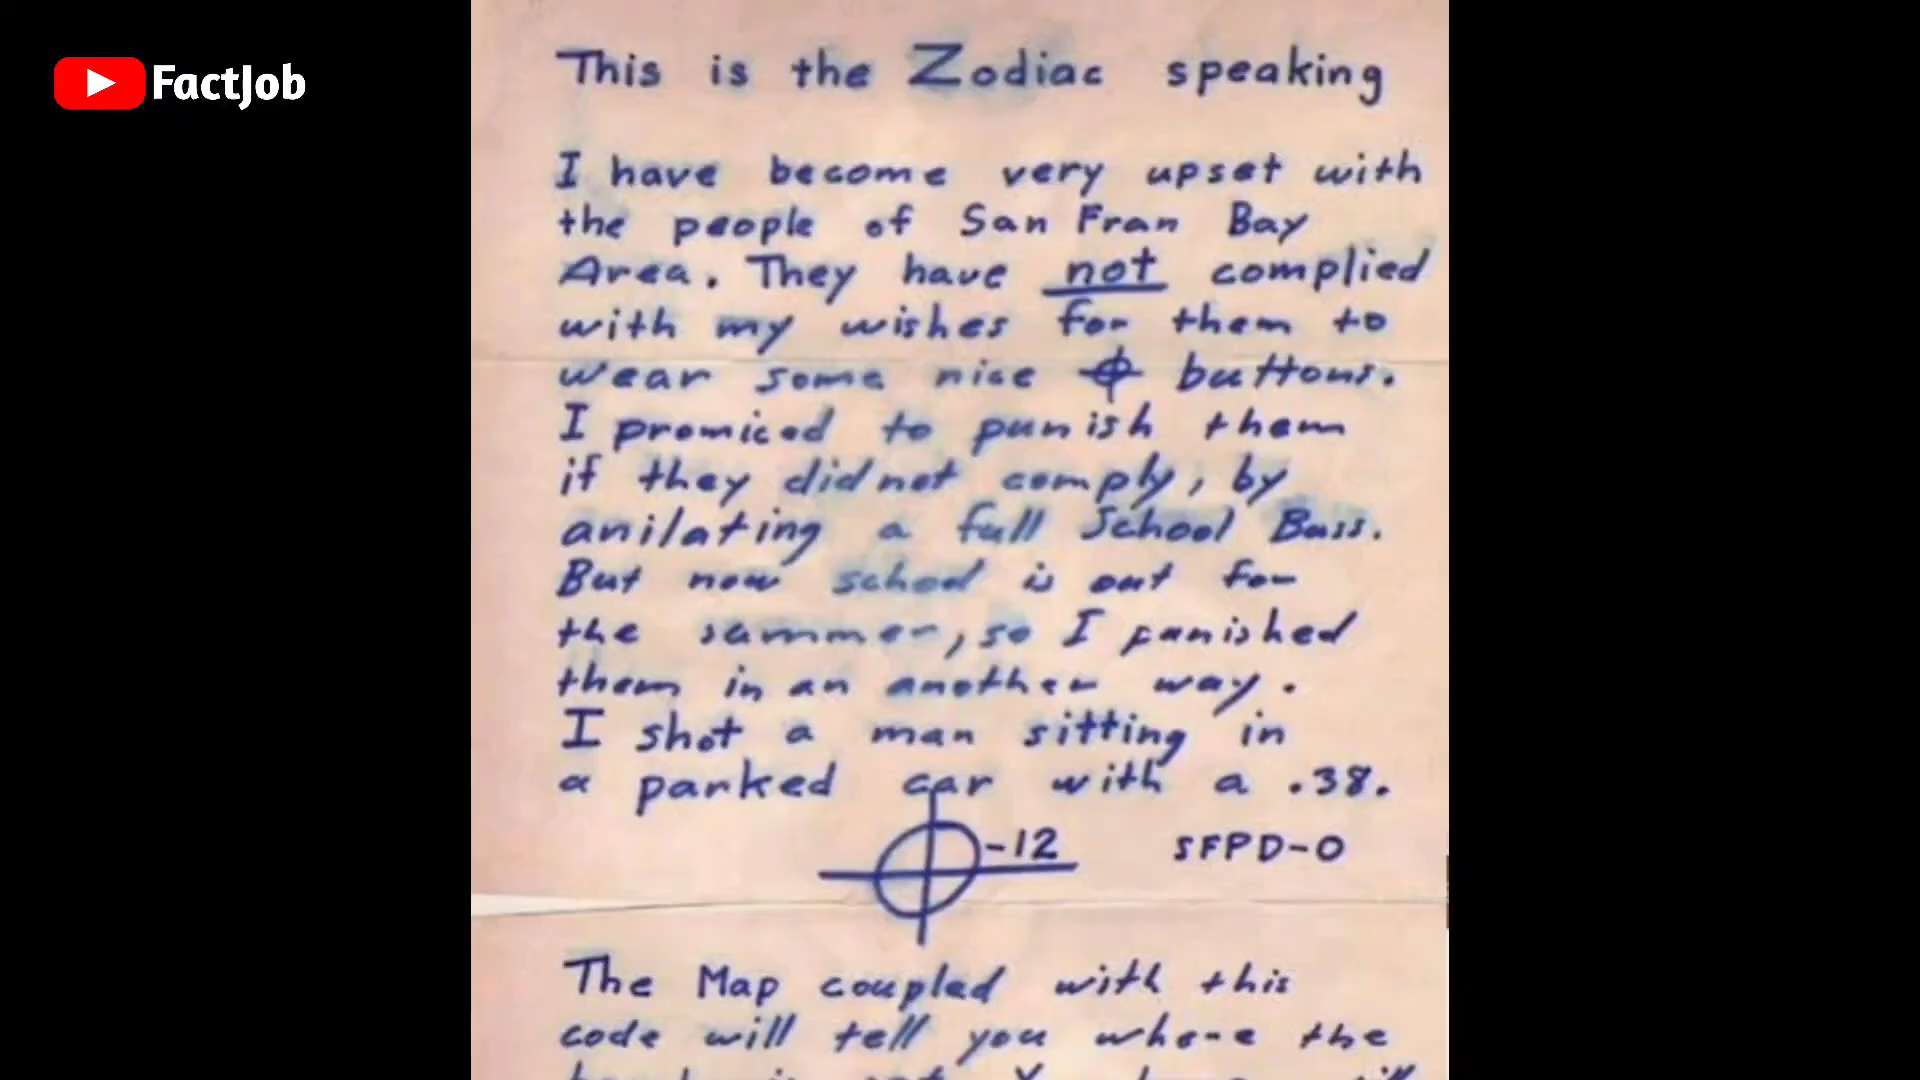 FactJob
This is the Zodiac speaking
I have become very upset with
the people of San Fran Bay
Area. They have not complied
with my wishes for them to
wear some nice ⌖ buttons.
I promiced to punish them
if they did not comply, by
anilating a full School Buss.
But now school is out for
the summer, so I punished
them in an another way.
I shot a man sitting in
a parked car with a .38.
⌖-12 SFPD-0
The Map coupled with this
code will tell you where the